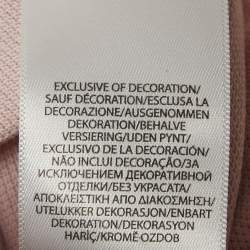 EXCLUSIVE OF DECORATION/
SAUF DÉCORATION/ESCLUSA LA
DECORAZIONE/AUSGENOMMEN
DEKORATION/BEHALVE
VERSIERING/UDEN PYNT/
EXCLUSIVO DE LA DECORACIÓN/
NÃO INCLUI DECORAÇÃO/ЗА
ИСКЛЮЧЕНИЕМ ДЕКОРАТИВНОЙ
ОТДЕЛКИ/БЕЗ УКРАСАТА/
ΑΠΟΚΛΕΙΣΤΙΚΗ ΑΠΟ ΔΙΑΚΟΣΜΗΣΗ/
UTELUKKER DEKORASJON/ENBART
DEKORATION/DEKORASYON
HARİÇ/KROMĚ OZDOB